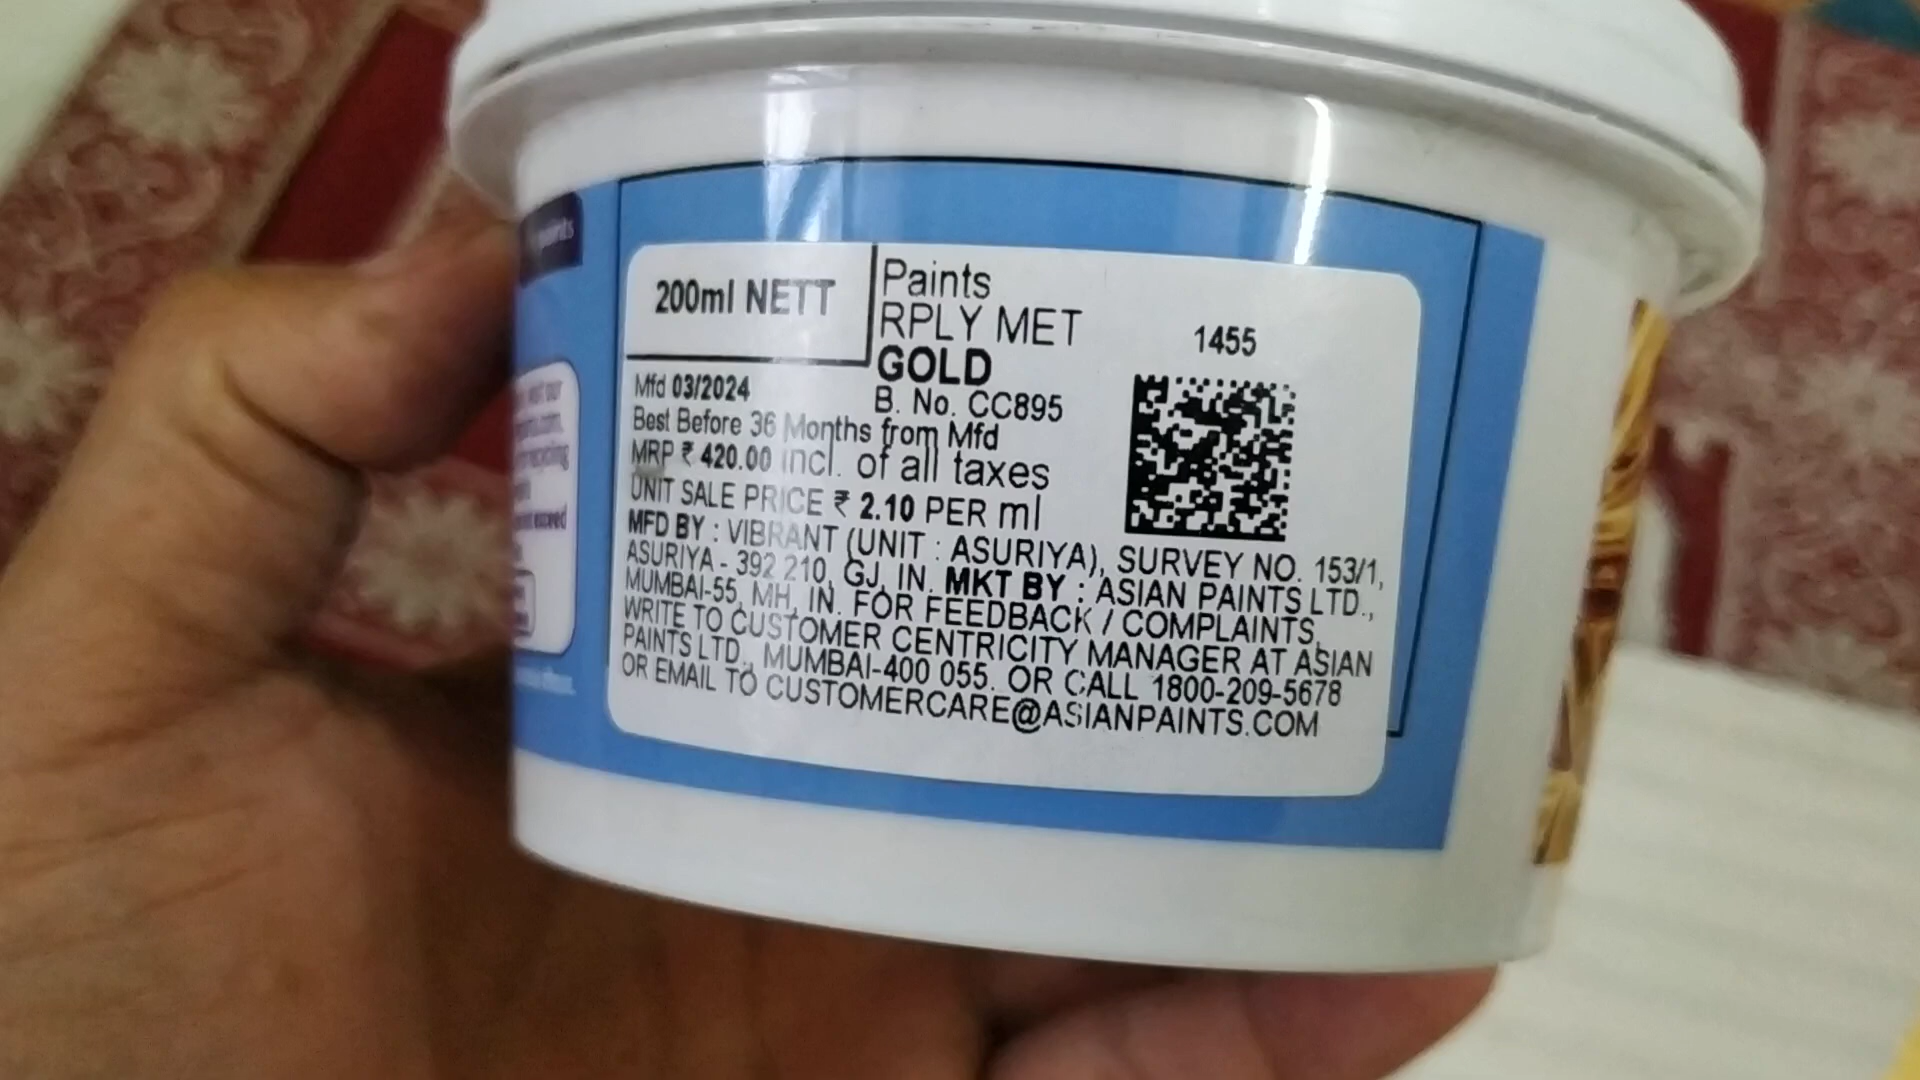 200ml NETT
Paints
RPLY MET
GOLD
1455
Mfd 03/2024
B. No. CC895
Best Before 36 Months from Mfd
MRP ₹ 420.00 incl. of all taxes
UNIT SALE PRICE ₹ 2.10 PER ml
MFD BY : VIBRANT (UNIT : ASURIYA), SURVEY NO. 153/1,
ASURIYA - 392 210, GJ, IN. MKT BY : ASIAN PAINTS LTD.,
MUMBAI-55, MH, IN. FOR FEEDBACK / COMPLAINTS,
WRITE TO CUSTOMER CENTRICITY MANAGER AT ASIAN
PAINTS LTD., MUMBAI-400 055. OR CALL 1800-209-5678
OR EMAIL TO CUSTOMERCARE@ASIANPAINTS.COM